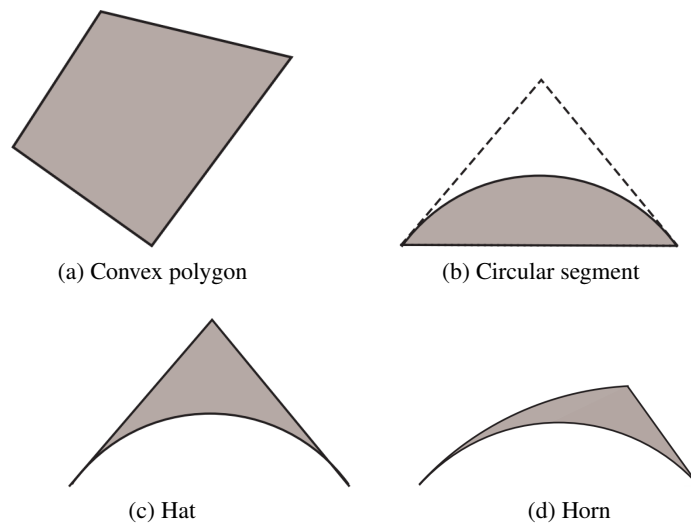 (a) Convex polygon
(b) Circular segment
(c) Hat
(d) Horn